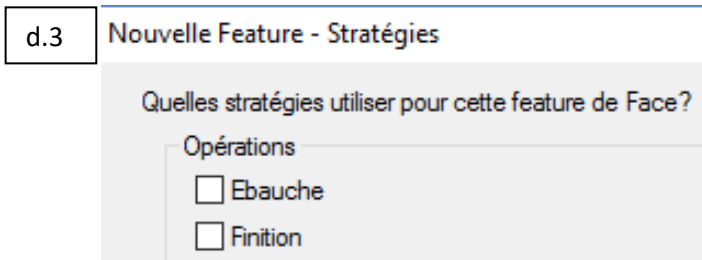 d.3
Nouvelle Feature - Stratégies
Quelles stratégies utiliser pour cette feature de Face?
Opérations
Ebauche
Finition